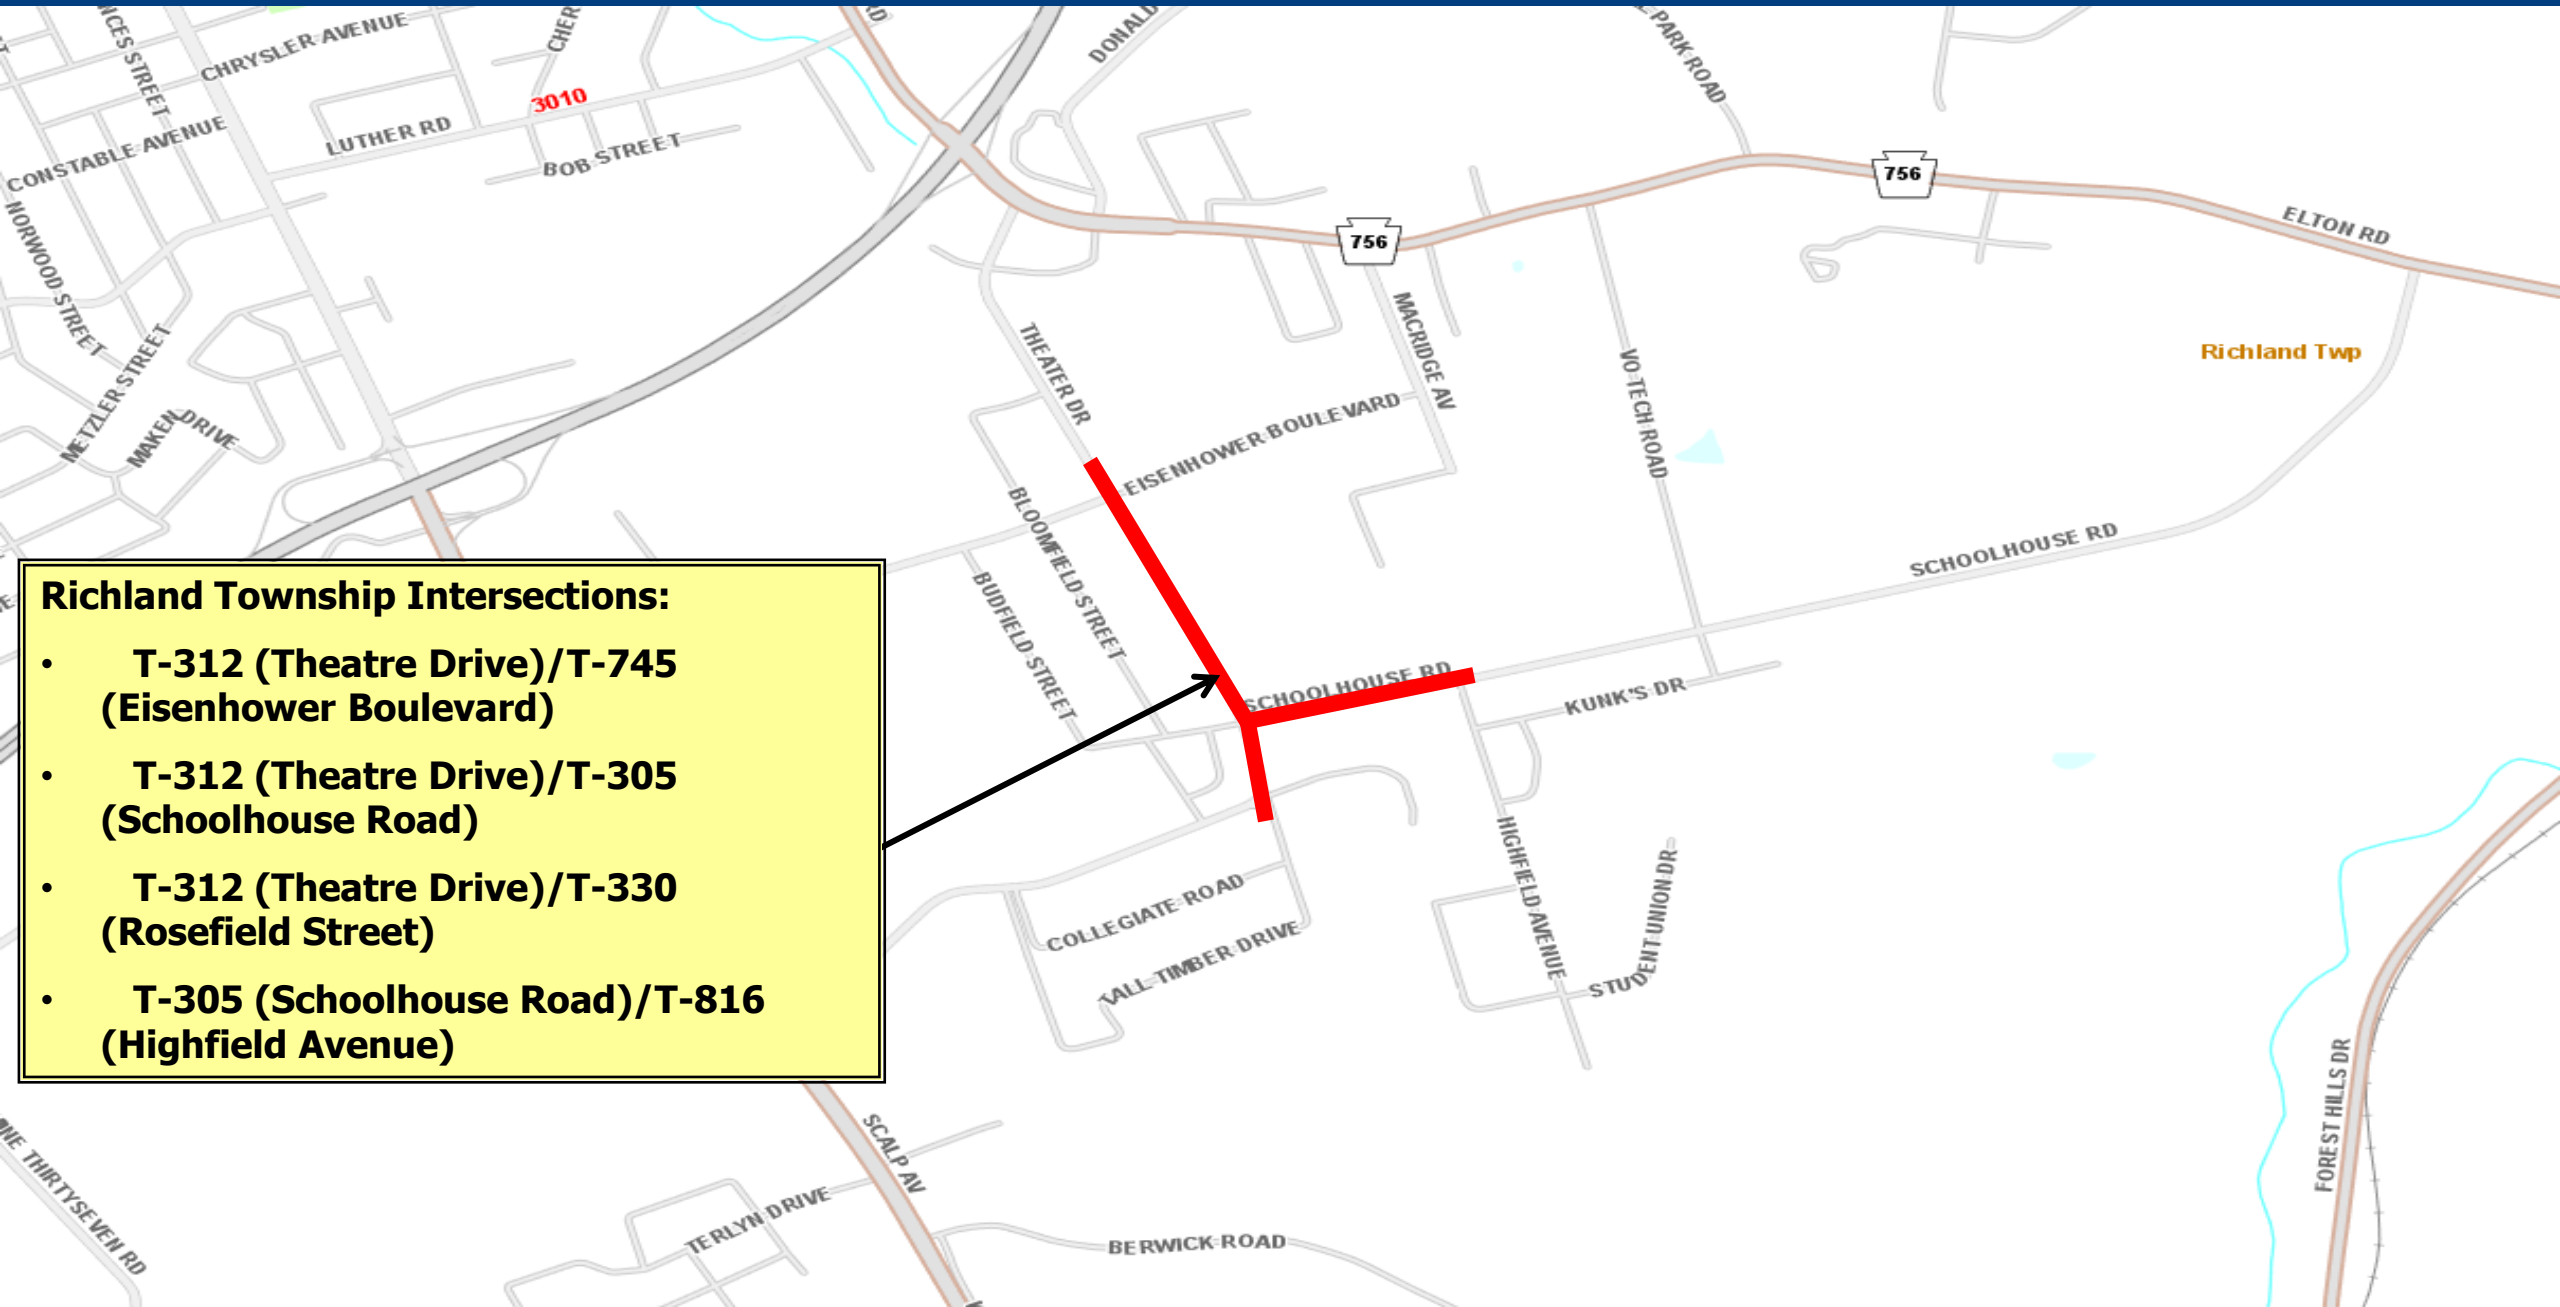 CHRYSLER AVENUE
CONSTABLE AVENUE
LUTHER RD
3010
BOB STREET
NORWOOD STREET
METZLER STREET
MAKEN DRIVE
PARK ROAD
756
756
ELTON RD
Richland Twp
THEATER DR
MACRIDGE AV
VO TECH ROAD
EISENHOWER BOULEVARD
BLOOMFIELD STREET
BUDFIELD STREET
SCHOOLHOUSE RD
SCHOOLHOUSE RD
KUNK'S DR
Richland Township Intersections:
• T-312 (Theatre Drive)/T-745
(Eisenhower Boulevard)
• T-312 (Theatre Drive)/T-305
(Schoolhouse Road)
• T-312 (Theatre Drive)/T-330
(Rosefield Street)
• T-305 (Schoolhouse Road)/T-816
(Highfield Avenue)
HIGHFIELD AVENUE
STUDENT UNION DR
COLLEGIATE ROAD
TALL TIMBER DRIVE
FOREST HILLS DR
SCALP AV
TERLYN DRIVE
BERWICK ROAD
THIRTYSEVEN RD